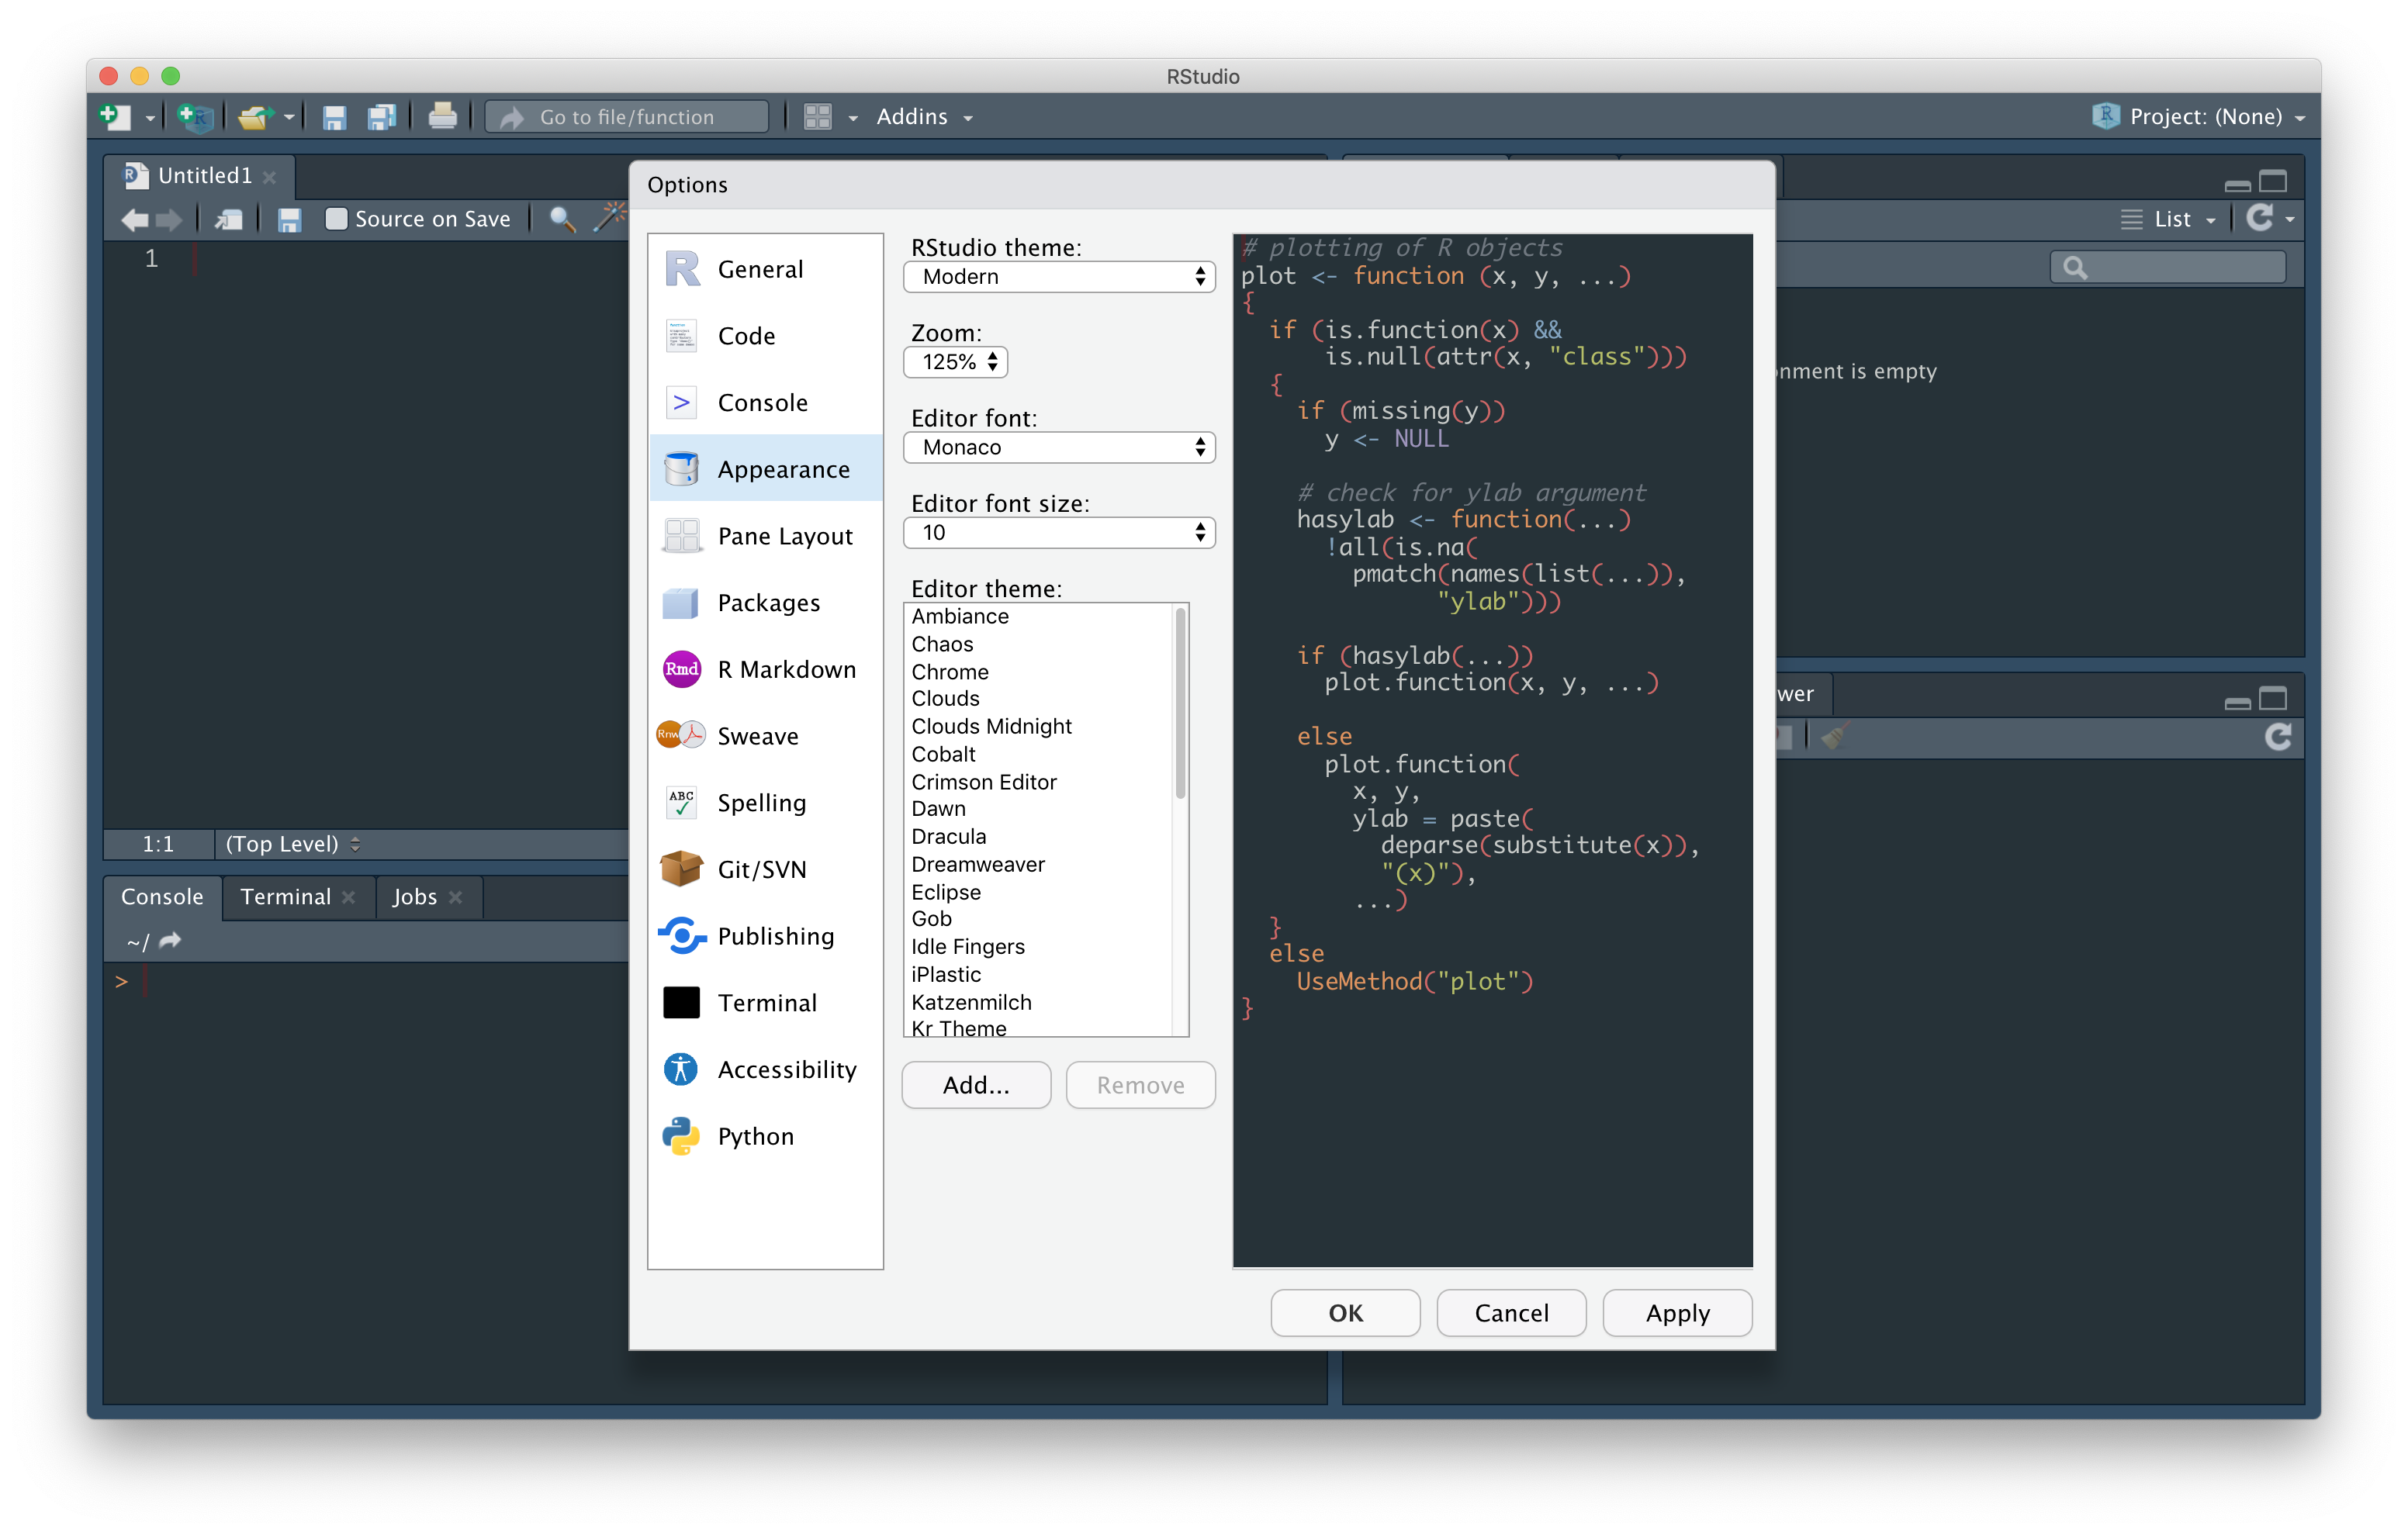 RStudio
Go to file/function
Addins
Project: (None)
Untitled1
Source on Save
List
1
nment is empty
1:1
(Top Level)
Console
Terminal
Jobs
~/
>
wer
Options
General
Code
Console
Appearance
Pane Layout
Packages
Rmd
R Markdown
Rnw
Sweave
ABC
Spelling
Git/SVN
Publishing
Terminal
Accessibility
Python
RStudio theme:
Modern
Zoom:
125%
Editor font:
Monaco
Editor font size:
10
Editor theme:
Ambiance
Chaos
Chrome
Clouds
Clouds Midnight
Cobalt
Crimson Editor
Dawn
Dracula
Dreamweaver
Eclipse
Gob
Idle Fingers
iPlastic
Katzenmilch
Kr Theme
Add...
Remove
# plotting of R objects
plot <- function (x, y, ...)
{
  if (is.function(x) &&
      is.null(attr(x, "class")))
  {
    if (missing(y))
      y <- NULL
    # check for ylab argument
    hasylab <- function(...)
      !all(is.na(
        pmatch(names(list(...)),
              "ylab")))
    if (hasylab(...))
      plot.function(x, y, ...)
    else
      plot.function(
        x, y,
        ylab = paste(
          deparse(substitute(x)),
          "(x)"),
        ...)
  }
  else
    UseMethod("plot")
}
OK
Cancel
Apply